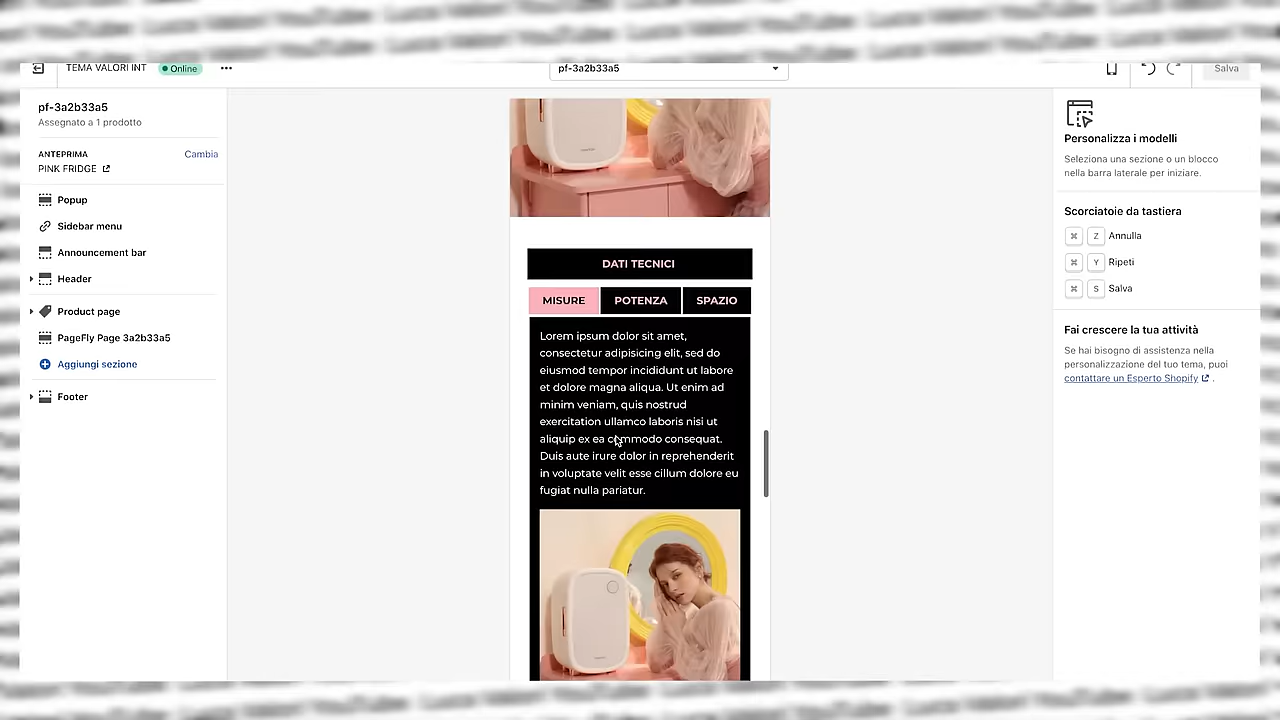 TEMA VALORI INT
Online
pf-3a2b33a5
Salva
pf-3a2b33a5
Assegnato a 1 prodotto
ANTEPRIMA
Cambia
PINK FRIDGE
Popup
Sidebar menu
Announcement bar
Header
Product page
PageFly Page 3a2b33a5
Aggiungi sezione
Footer
DATI TECNICI
MISURE
POTENZA
SPAZIO
Lorem ipsum dolor sit amet,
consectetur adipisicing elit, sed do
eiusmod tempor incididunt ut labore
et dolore magna aliqua. Ut enim ad
minim veniam, quis nostrud
exercitation ullamco laboris nisi ut
aliquip ex ea commodo consequat.
Duis aute irure dolor in reprehenderit
in voluptate velit esse cillum dolore eu
fugiat nulla pariatur.
Personalizza i modelli
Seleziona una sezione o un blocco
nella barra laterale per iniziare.
Scorciatoie da tastiera
⌘ Z Annulla
⌘ Y Ripeti
⌘ S Salva
Fai crescere la tua attività
Se hai bisogno di assistenza nella
personalizzazione del tuo tema, puoi
contattare un Esperto Shopify .